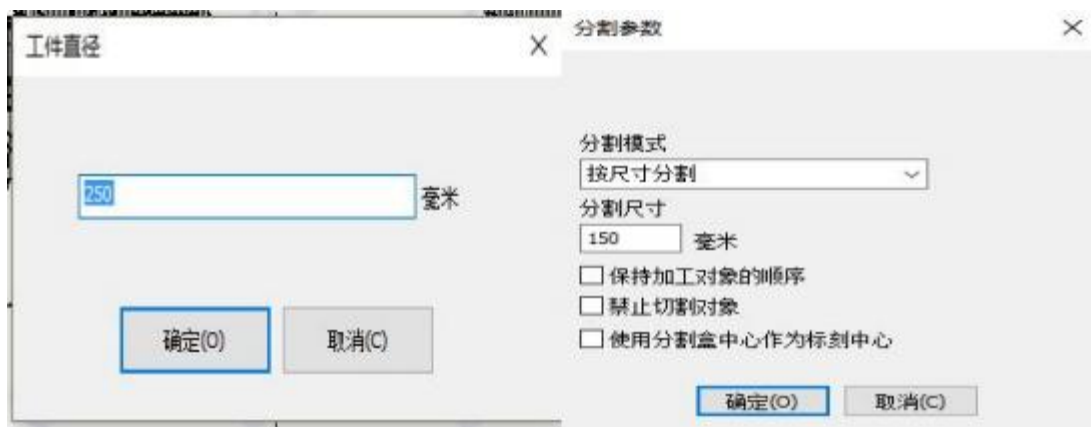 工件直径
250
毫米
确定(O)
取消(C)
分割参数
分割模式
按尺寸分割
分割尺寸
150
毫米
保持加工对象的顺序
禁止切割对象
使用分割盒中心作为标刻中心
确定(O)
取消(C)